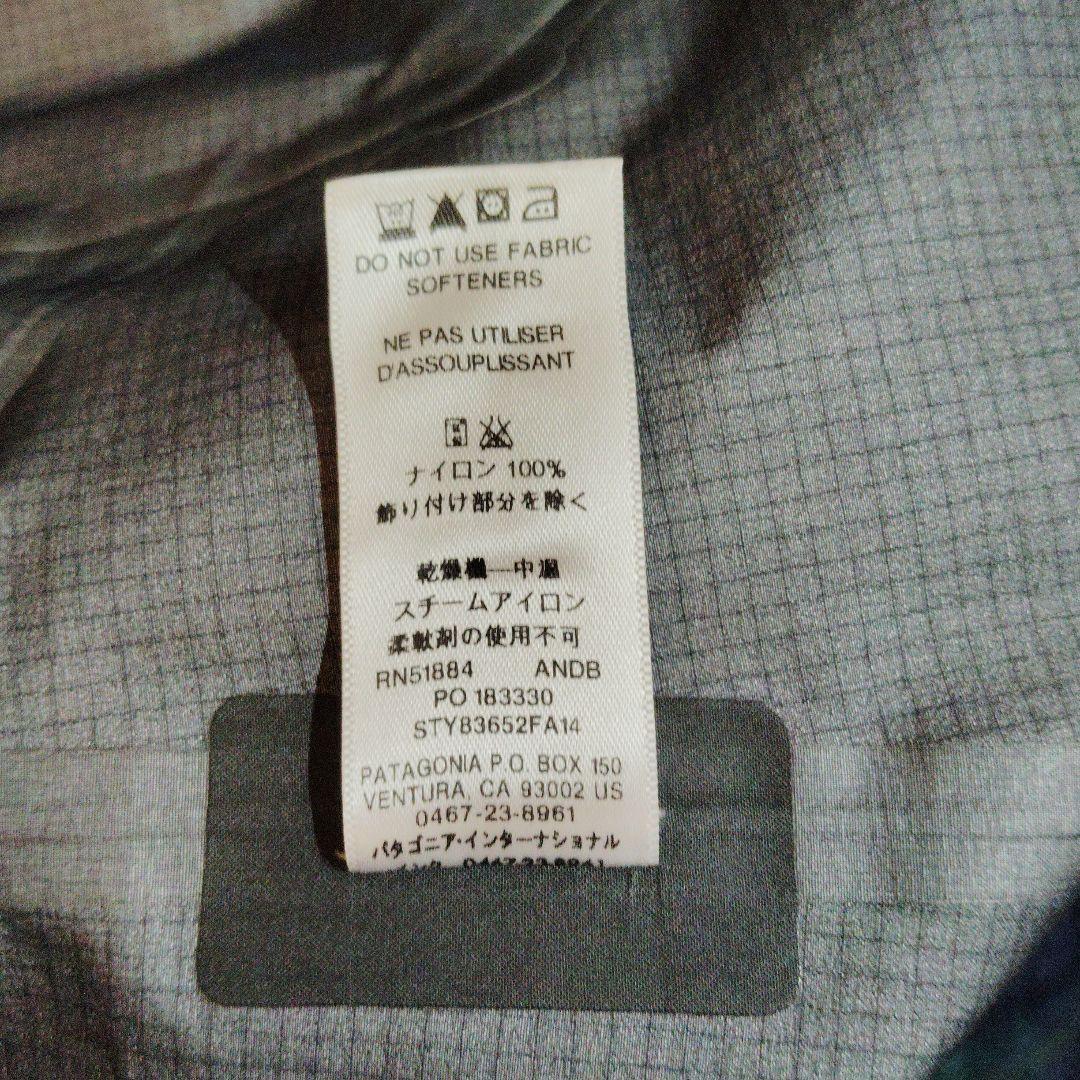 DO NOT USE FABRIC
SOFTENERS
NE PAS UTILISER
D'ASSOUPLISSANT
ナイロン 100%
飾り付け部分を除く
乾燥機—中温
スチームアイロン
柔軟剤の使用不可
RN51884 ANDB
PO 183330
STY83652FA14
PATAGONIA P.O. BOX 150
VENTURA, CA 93002 US
0467-23-8961
パタゴニア·インターナショナル